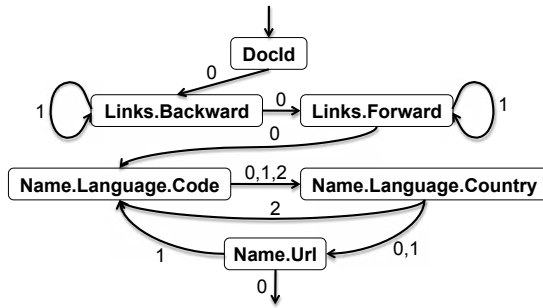 DocId
0
1 Links.Backward 0 Links.Forward 1
0
Name.Language.Code 0,1,2 Name.Language.Country
2
1 Name.Url 0,1
0